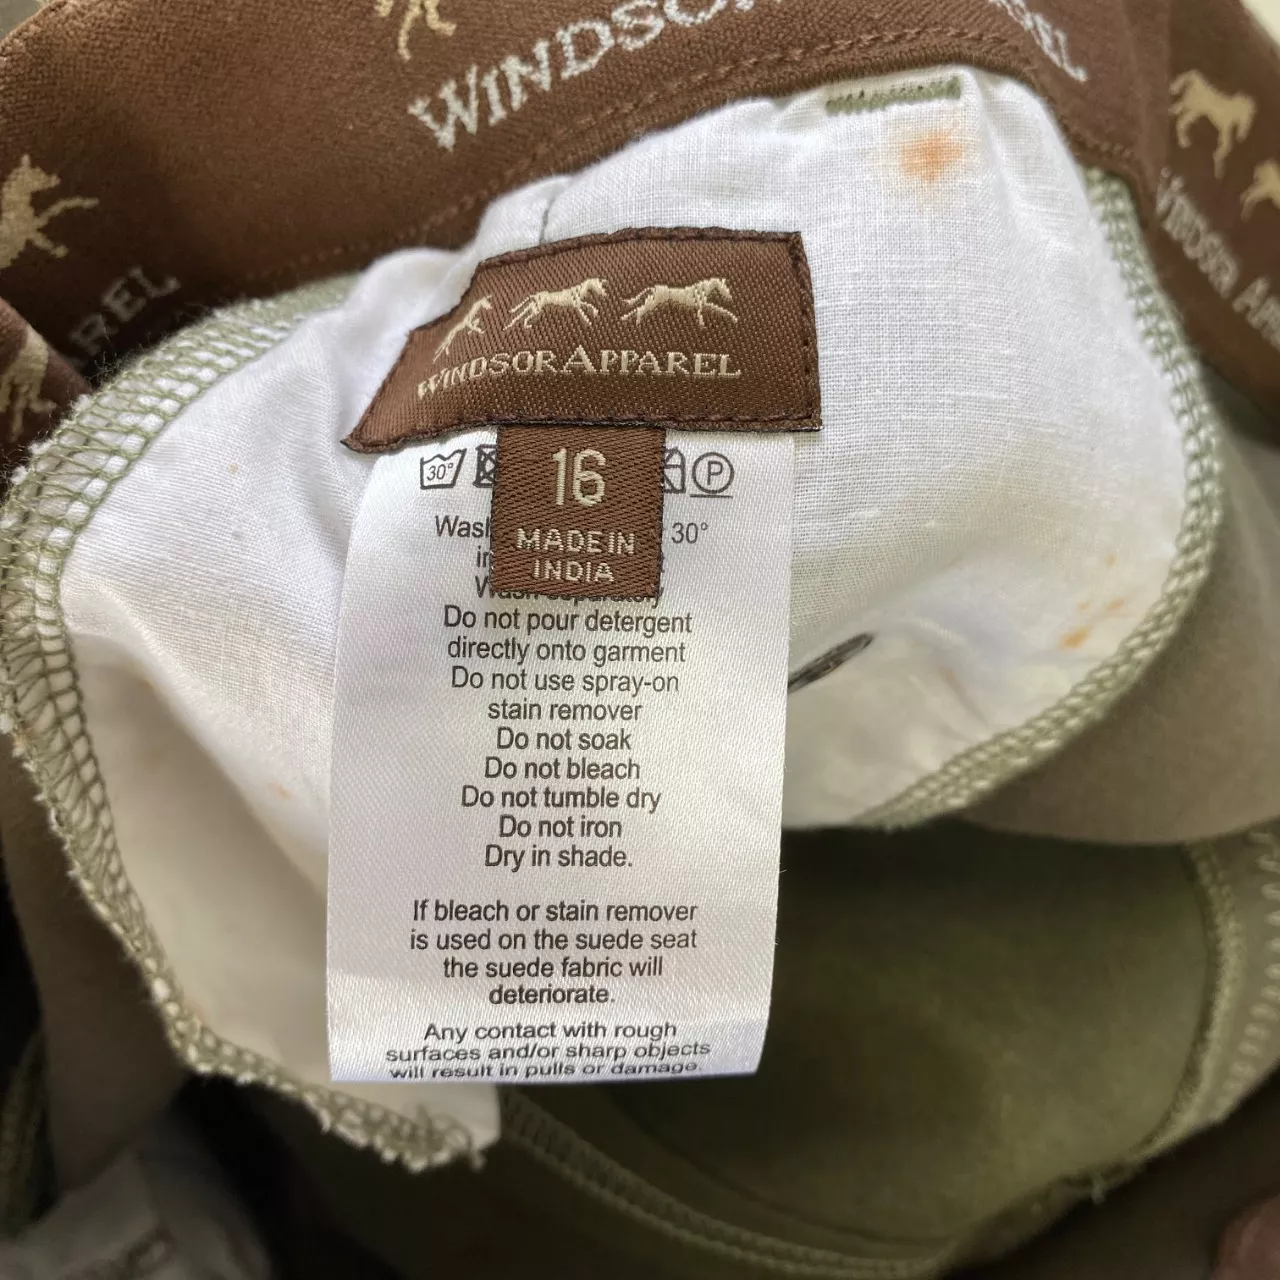 WINDSOR
WINDSOR APPAREL
30° P
16
MADE IN
INDIA
30°
Do not pour detergent
directly onto garment
Do not use spray-on
stain remover
Do not soak
Do not bleach
Do not tumble dry
Do not iron
Dry in shade.
If bleach or stain remover
is used on the suede seat
the suede fabric will
deteriorate.
Any contact with rough
surfaces and/or sharp objects
will result in pulls or damage.